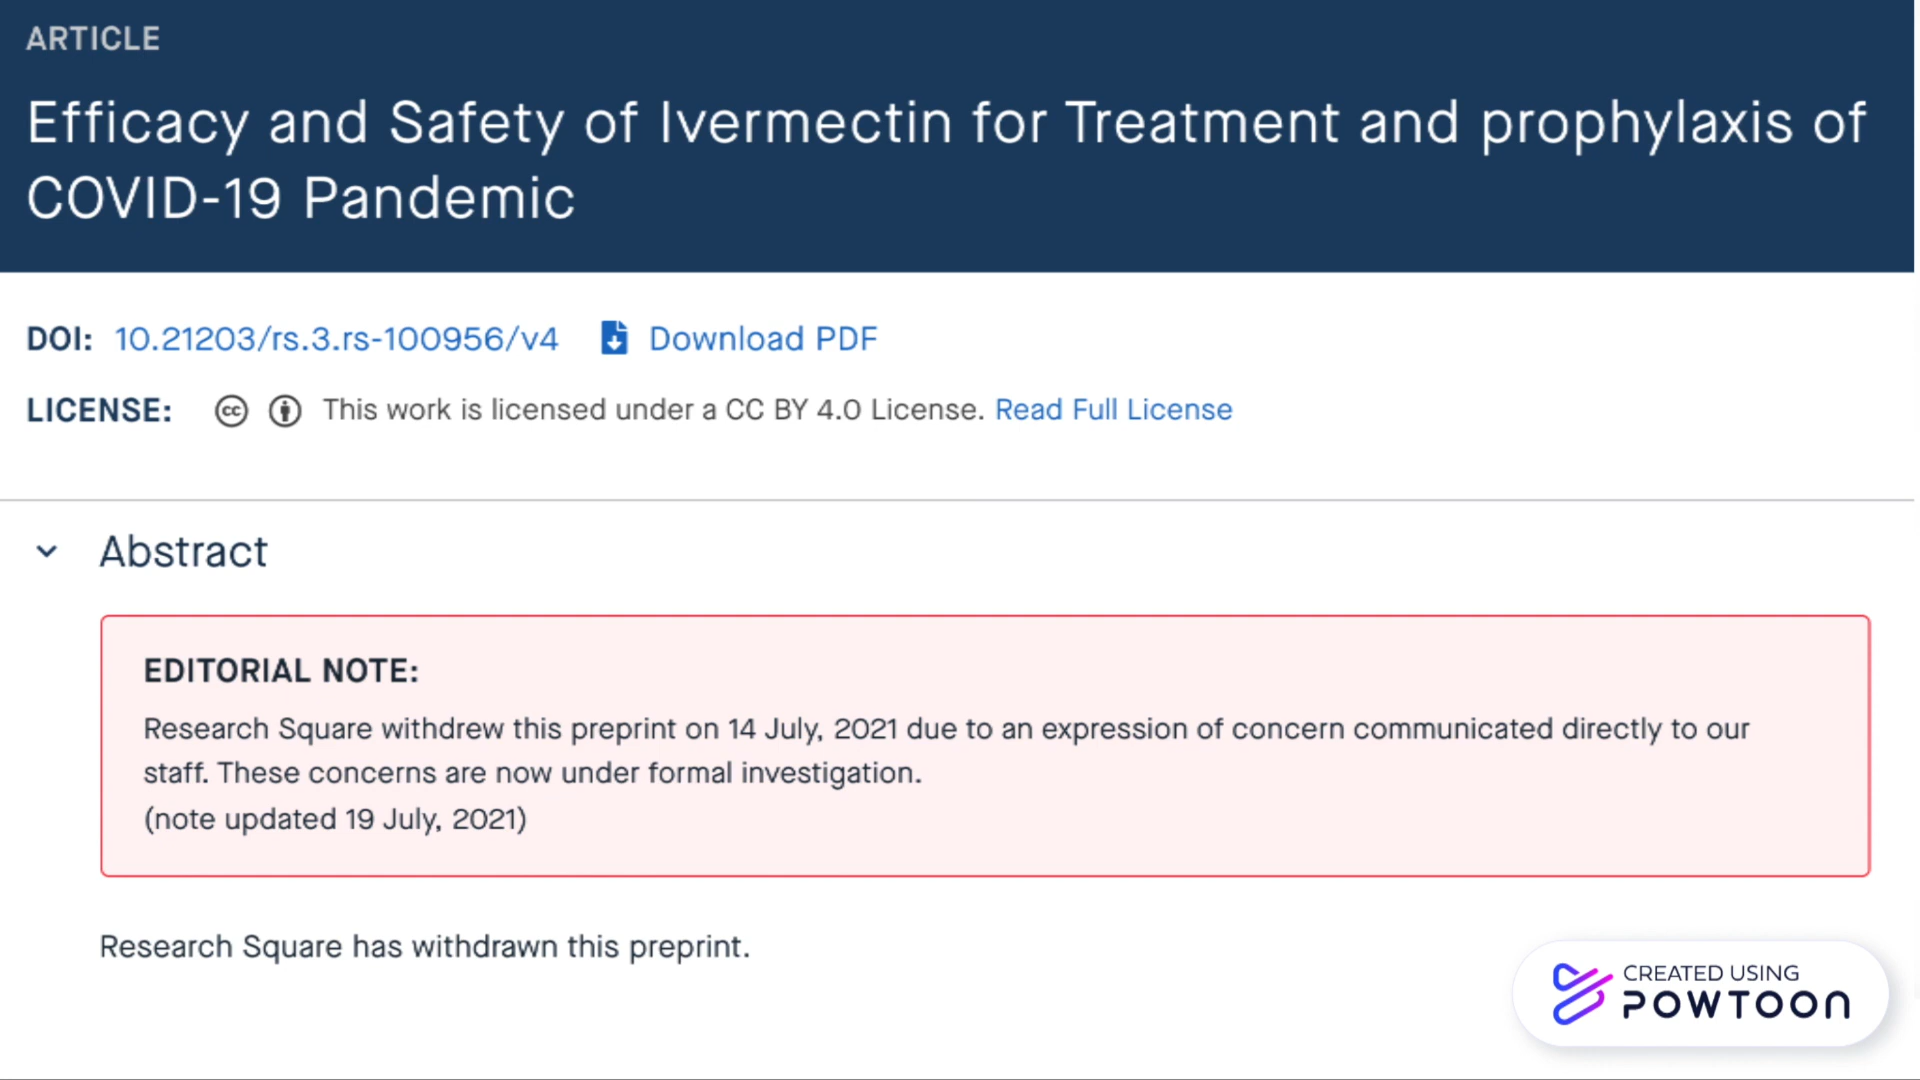 ARTICLE
Efficacy and Safety of Ivermectin for Treatment and prophylaxis of
COVID-19 Pandemic
DOI: 10.21203/rs.3.rs-100956/v4 Download PDF
LICENSE: cc This work is licensed under a CC BY 4.0 License. Read Full License
Abstract
EDITORIAL NOTE:
Research Square withdrew this preprint on 14 July, 2021 due to an expression of concern communicated directly to our
staff. These concerns are now under formal investigation.
(note updated 19 July, 2021)
Research Square has withdrawn this preprint.
CREATED USING
POWTOON